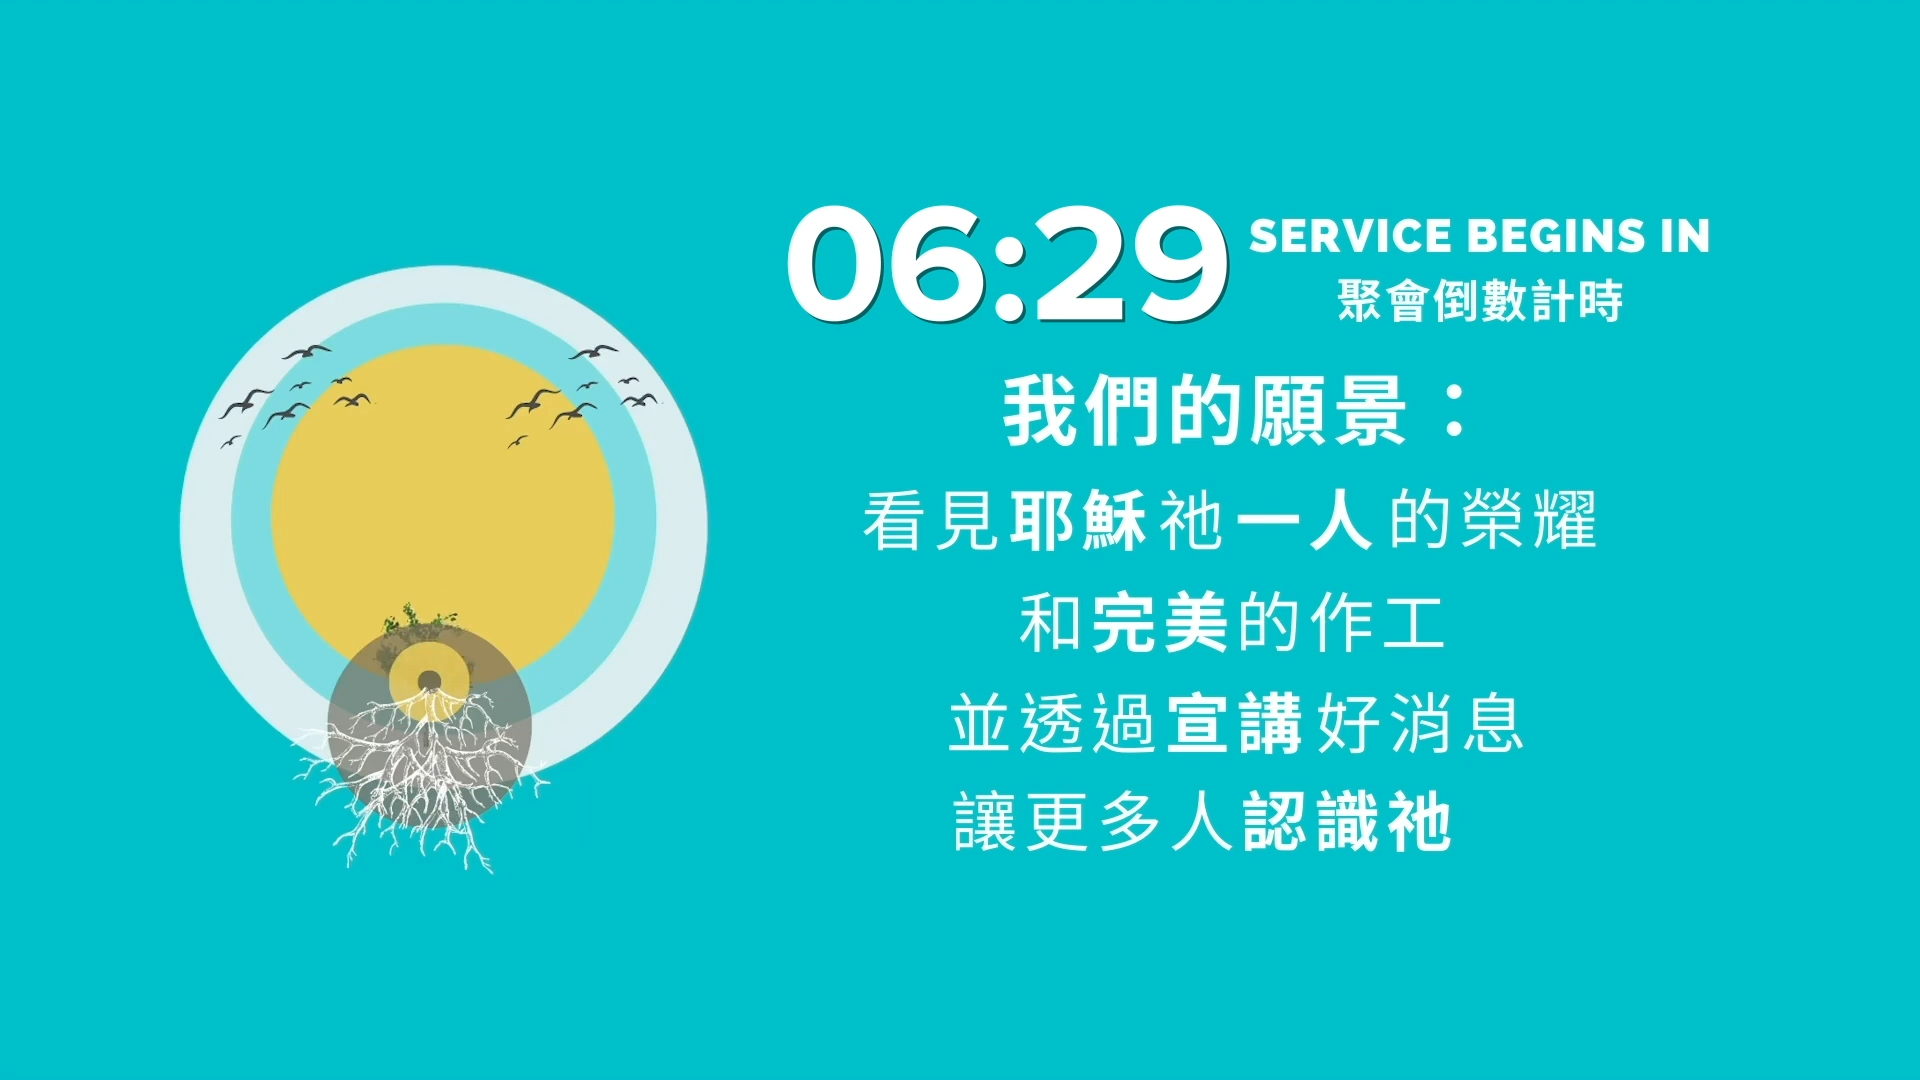 06:29
SERVICE BEGINS IN
聚會倒數計時
我們的願景：
看見耶穌祂一人的榮耀
和完美的作工
並透過宣講好消息
讓更多人認識祂